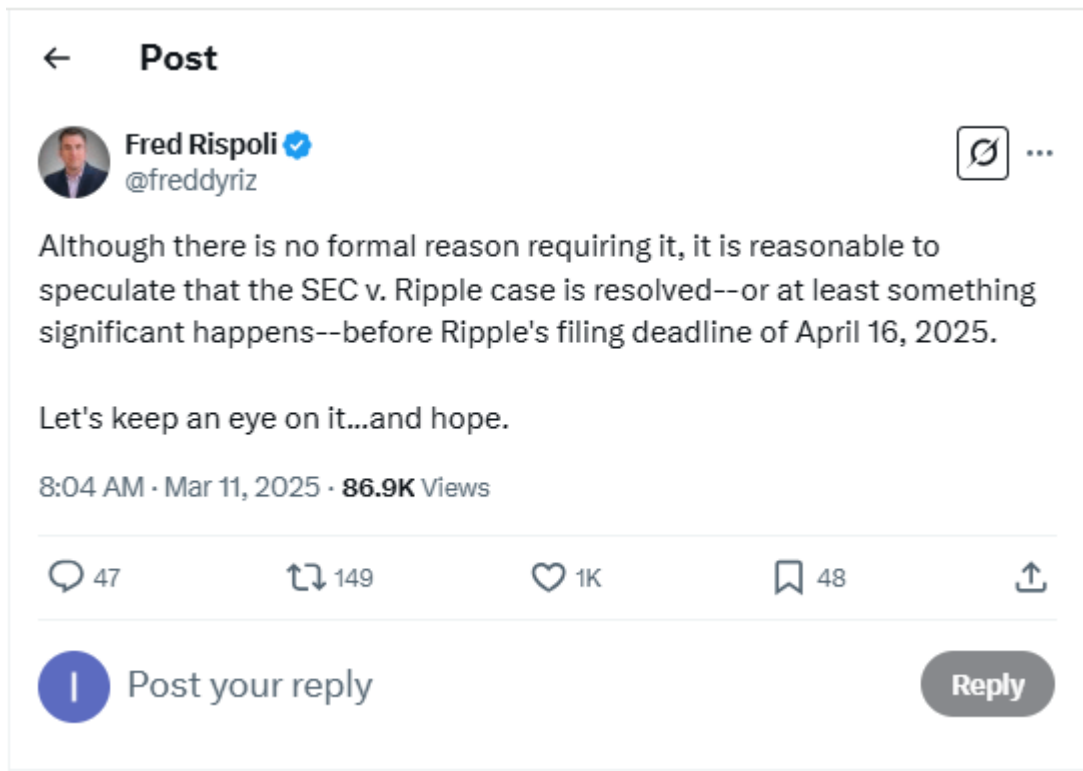 Post
Fred Rispoli
@freddyriz
Although there is no formal reason requiring it, it is reasonable to
speculate that the SEC v. Ripple case is resolved--or at least something
significant happens--before Ripple's filing deadline of April 16, 2025.
Let's keep an eye on it...and hope.
8:04 AM · Mar 11, 2025 · 86.9K Views
47 149 1K 48
I Post your reply Reply